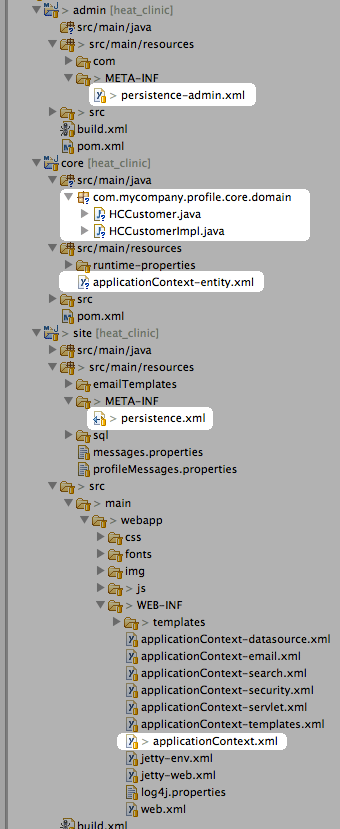 > admin [heat_clinic]
src/main/java
> src/main/resources
com
> META-INF
> persistence-admin.xml
> src
build.xml
pom.xml
core [heat_clinic]
src/main/java
com.mycompany.profile.core.domain
HCCustomer.java
HCCustomerImpl.java
src/main/resources
runtime-properties
applicationContext-entity.xml
src
pom.xml
> site [heat_clinic]
> src/main/java
> src/main/resources
emailTemplates
> META-INF
> persistence.xml
sql
messages.properties
profileMessages.properties
> src
> main
> webapp
css
fonts
img
> js
> WEB-INF
> templates
applicationContext-datasource.xml
applicationContext-email.xml
applicationContext-search.xml
applicationContext-security.xml
applicationContext-servlet.xml
applicationContext-templates.xml
> applicationContext.xml
jetty-env.xml
jetty-web.xml
log4j.properties
web.xml
build.xml